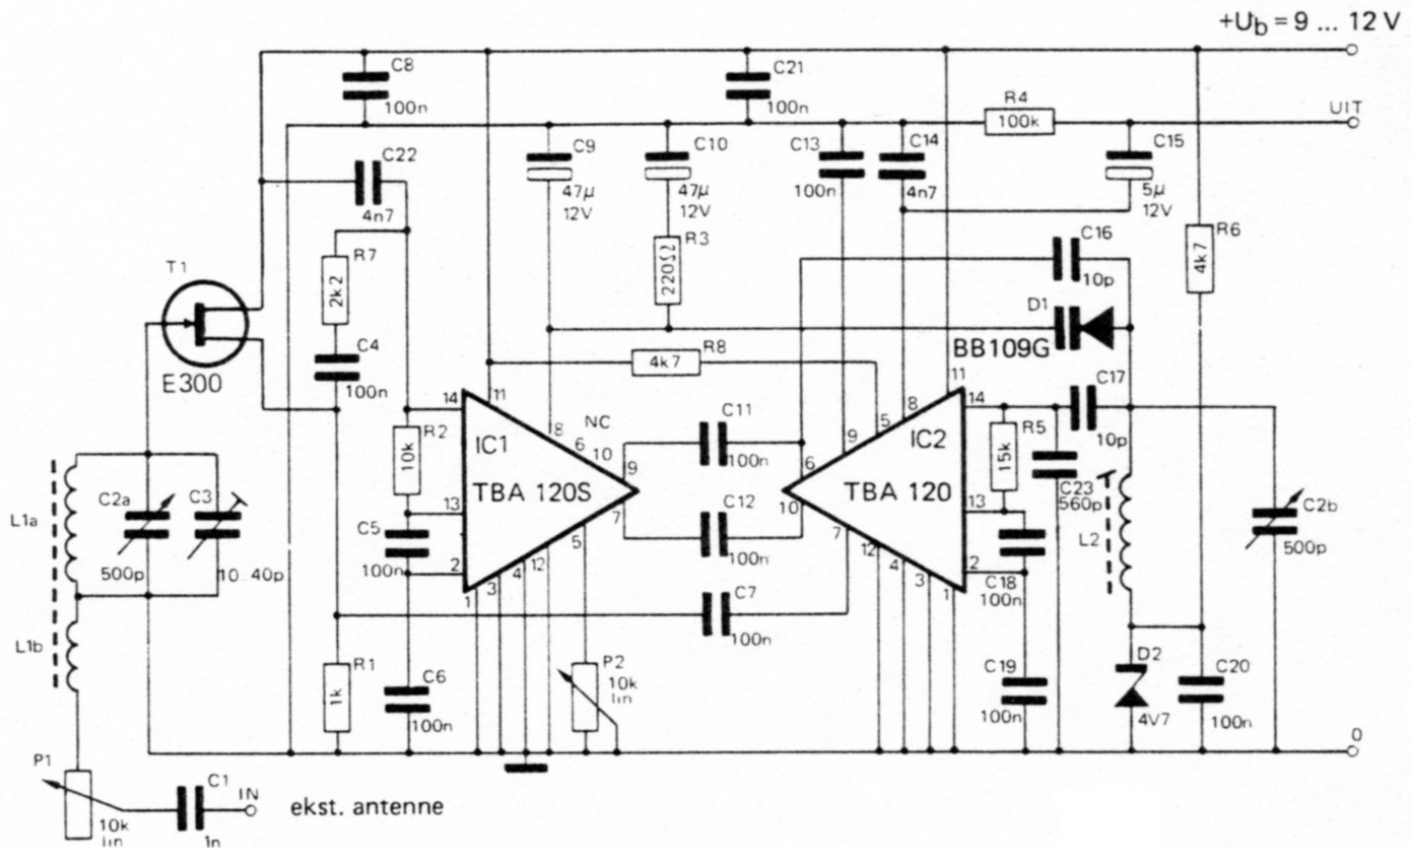 +Ub = 9 ... 12 V
C8
100n
C21
100n
R4
100k
UIT
C22
4n7
C9
47µ
12V
C10
47µ
12V
C13
100n
C14
4n7
C15
5µ
12V
R7
2k2
R3
220Ω
C16
10p
R6
4k7
T1
E300
D1
BB109G
C4
100n
R8
4k7
C17
10p
14
11
R2
10k
IC1
TBA 120S
8
NC
6
10
9
7
5
13
2
1
3
4
12
C11
100n
C12
100n
C7
100n
11
14
8
5
9
6
10
7
12
4
3
1
2
13
IC2
TBA 120
R5
15k
C23
560p
L2
C2b
500p
L1a
C2a
500p
C3
10...40p
C5
100n
C18
100n
L1b
R1
1k
C6
100n
P2
10k
lin
C19
100n
D2
4V7
C20
100n
0
P1
10k
lin
C1
1n
IN
ekst. antenne